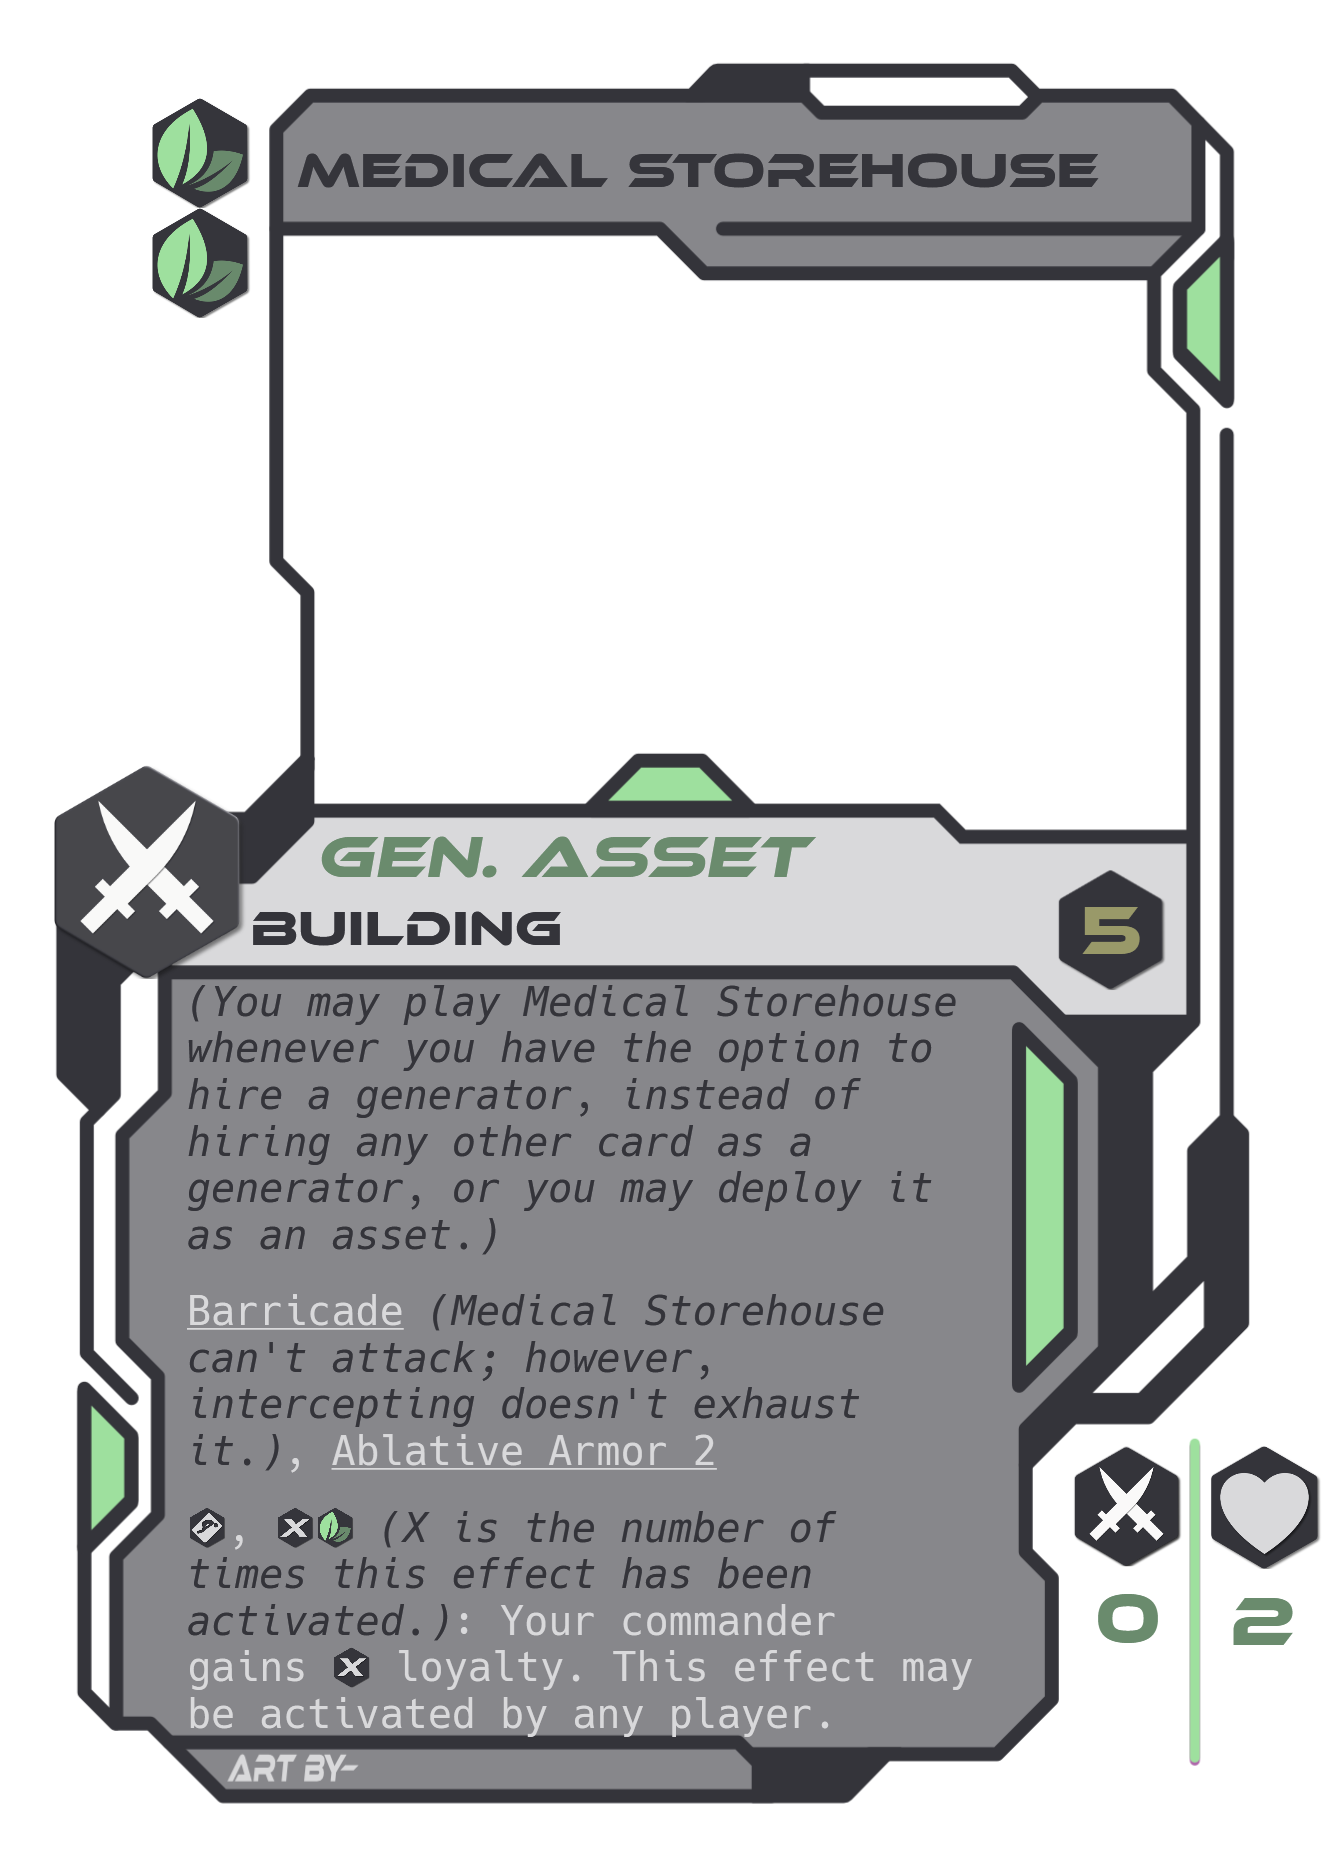 MEDICAL STOREHOUSE
GEN. ASSET
BUILDING
5
(You may play Medical Storehouse
whenever you have the option to
hire a generator, instead of
hiring any other card as a
generator, or you may deploy it
as an asset.)
Barricade (Medical Storehouse
can't attack; however,
intercepting doesn't exhaust
it.), Ablative Armor 2
, X (X is the number of
times this effect has been
activated.): Your commander
gains X loyalty. This effect may
be activated by any player.
ART BY-
0
2